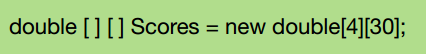 double [ ] [ ] Scores = new double[4][30];